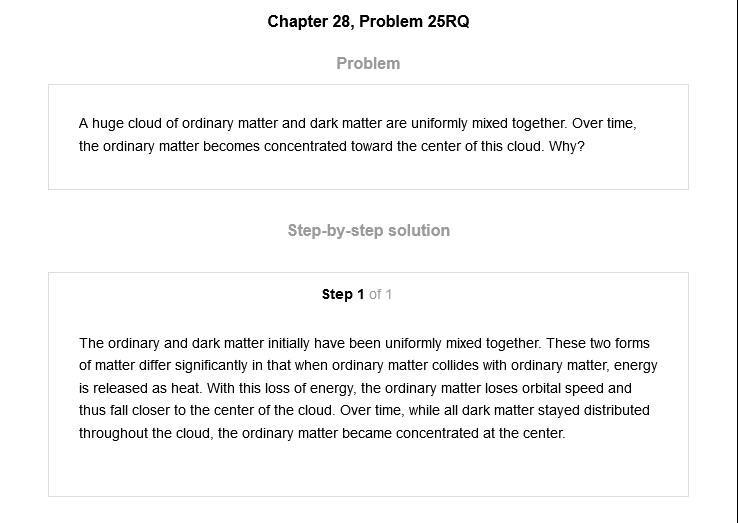 Chapter 28, Problem 25RQ
Problem
A huge cloud of ordinary matter and dark matter are uniformly mixed together. Over time,
the ordinary matter becomes concentrated toward the center of this cloud. Why?
Step-by-step solution
Step 1 of 1
The ordinary and dark matter initially have been uniformly mixed together. These two forms
of matter differ significantly in that when ordinary matter collides with ordinary matter, energy
is released as heat. With this loss of energy, the ordinary matter loses orbital speed and
thus fall closer to the center of the cloud. Over time, while all dark matter stayed distributed
throughout the cloud, the ordinary matter became concentrated at the center.